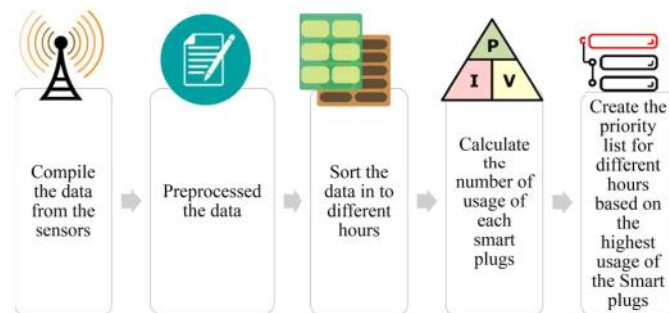 P
I V
Compile
the data
from the
sensors
Preprocessed
the data
Sort the
data in to
different
hours
Calculate
the
number of
usage of
each
smart
plugs
Create the
priority
list for
different
hours
based on
the
highest
usage of
the Smart
plugs